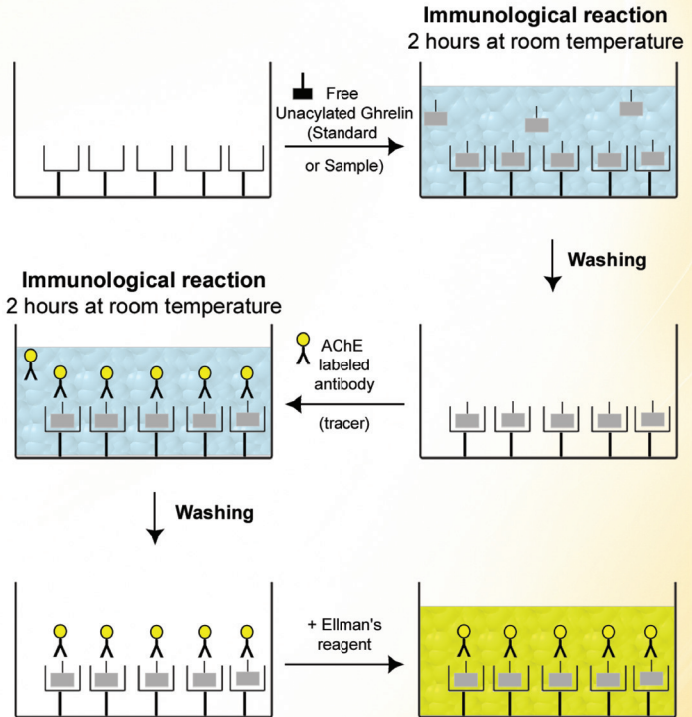 Immunological reaction
2 hours at room temperature
Free
Unacylated Ghrelin
(Standard
or Sample)
Washing
Immunological reaction
2 hours at room temperature
AChE
labeled
antibody
(tracer)
Washing
+ Ellman's
reagent